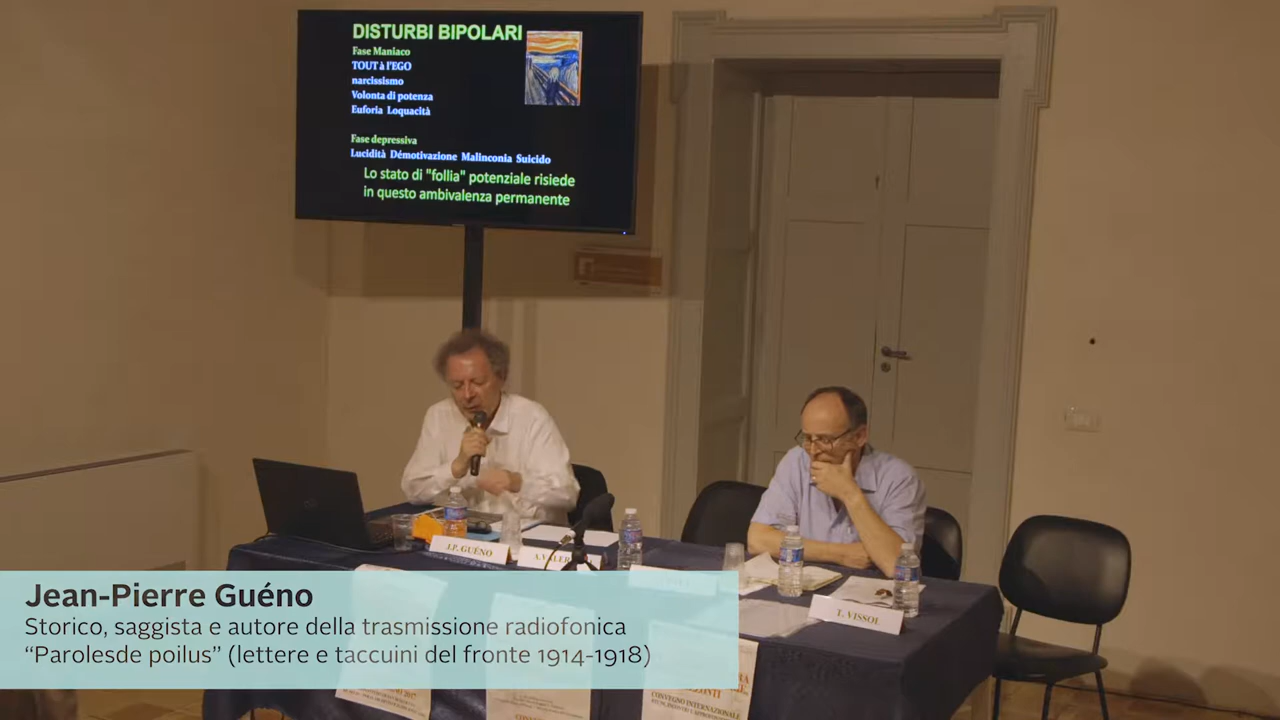 DISTURBI BIPOLARI
Fase Maniaco
TOUT à l'EGO
narcissismo
Volonta di potenza
Euforia Loquacità
Fase depressiva
Lucidità Démotivazione Malinconia Suicido
Lo stato di "follia" potenziale risiede
in questo ambivalenza permanente
J.P. GUÉNO
T. VISSOL
Jean-Pierre Guéno
Storico, saggista e autore della trasmissione radiofonica
“Parolesde poilus” (lettere e taccuini del fronte 1914-1918)
CONVEGNO INTERNAZIONALE